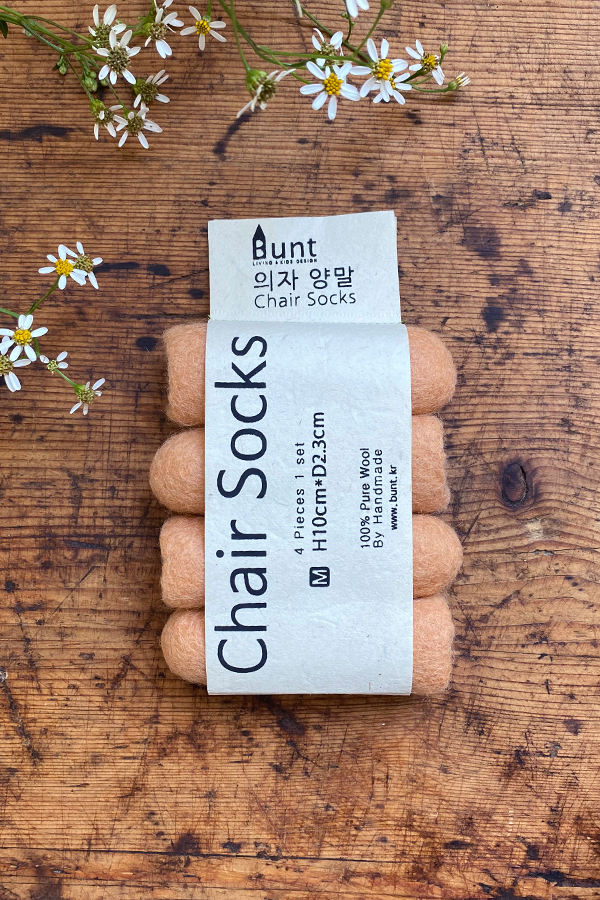 Bunt
LIVING & KIDS DESIGN
의자 양말
Chair Socks
Chair Socks
4 Pieces 1 set
M H10cm*D2.3cm
100% Pure Wool
By Handmade
www.bunt.kr